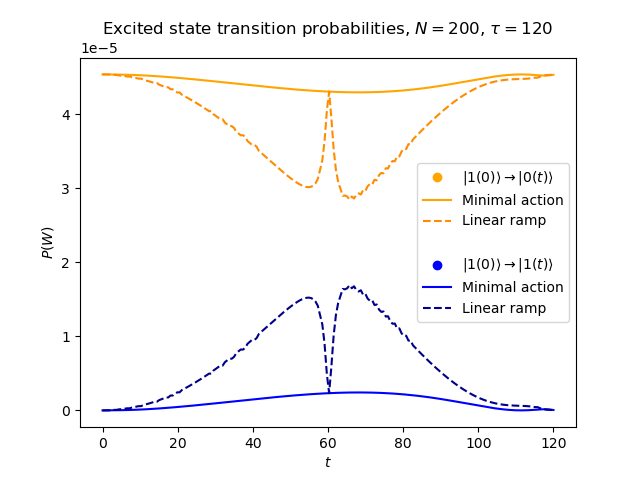 Excited state transition probabilities, N = 200, τ = 120
1e−5
4
3
2
1
0
P(W)
|1(0)⟩ → |0(t)⟩
Minimal action
Linear ramp
|1(0)⟩ → |1(t)⟩
Minimal action
Linear ramp
0 20 40 60 80 100 120
t